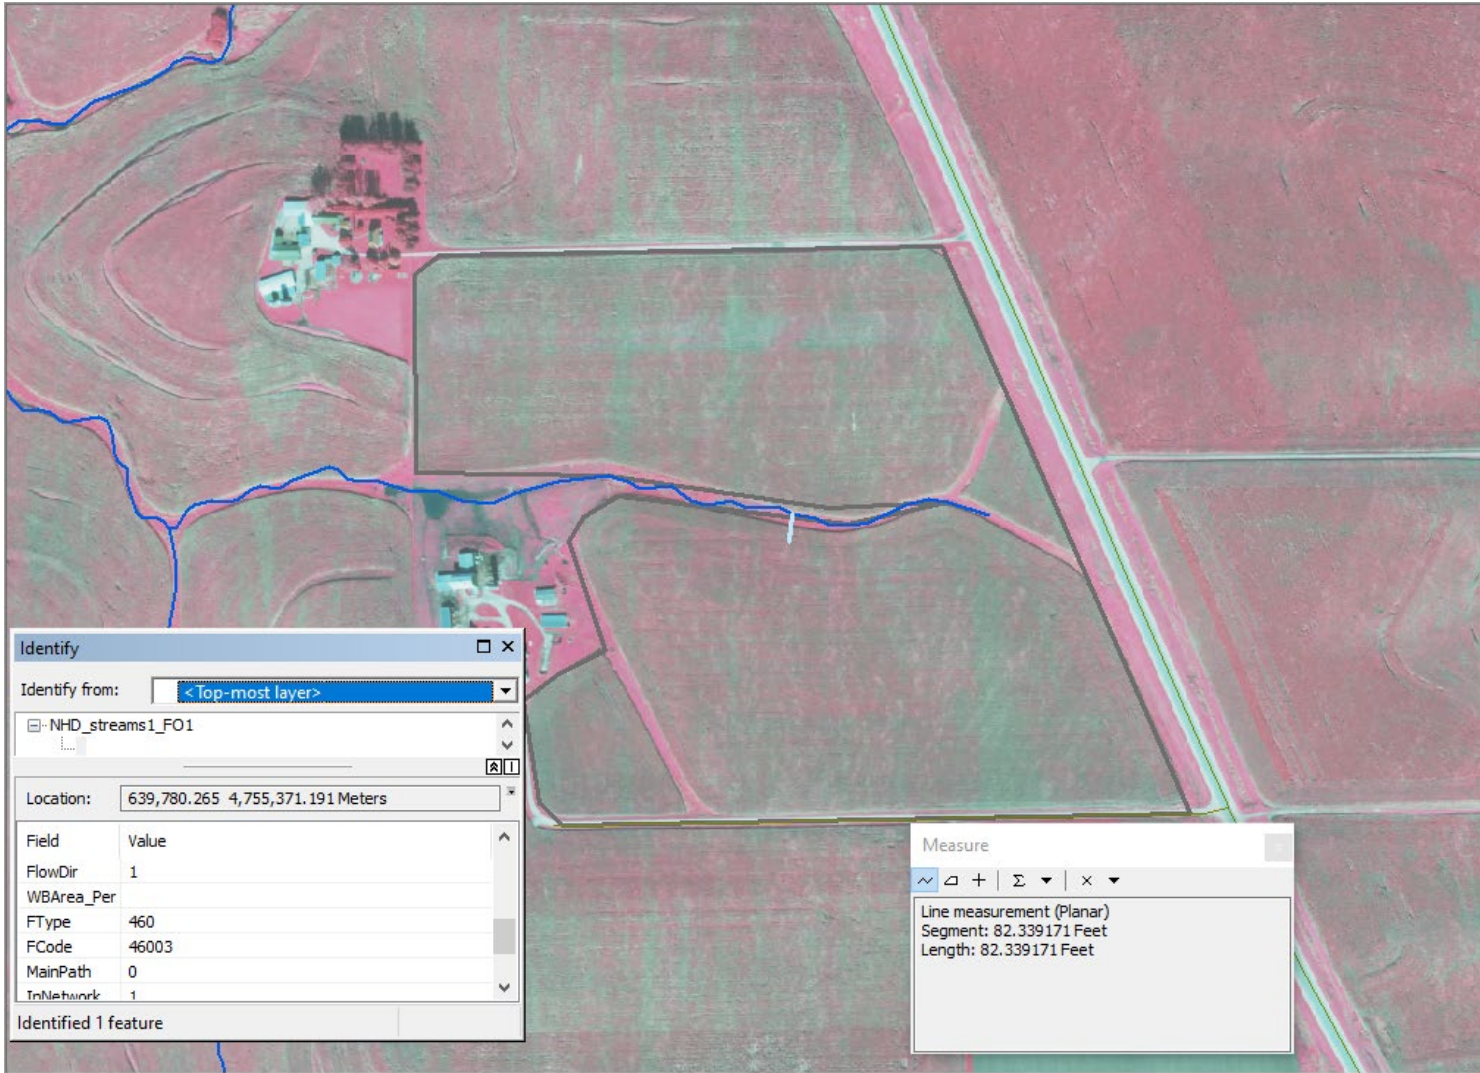 Identify
Identify from: <Top-most layer>
NHD_streams1_FO1
Location: 639,780.265 4,755,371.191 Meters
Field Value
FlowDir 1
WBArea_Per
FType 460
FCode 46003
MainPath 0
InNetwork 1
Identified 1 feature
Measure
Line measurement (Planar)
Segment: 82.339171 Feet
Length: 82.339171 Feet